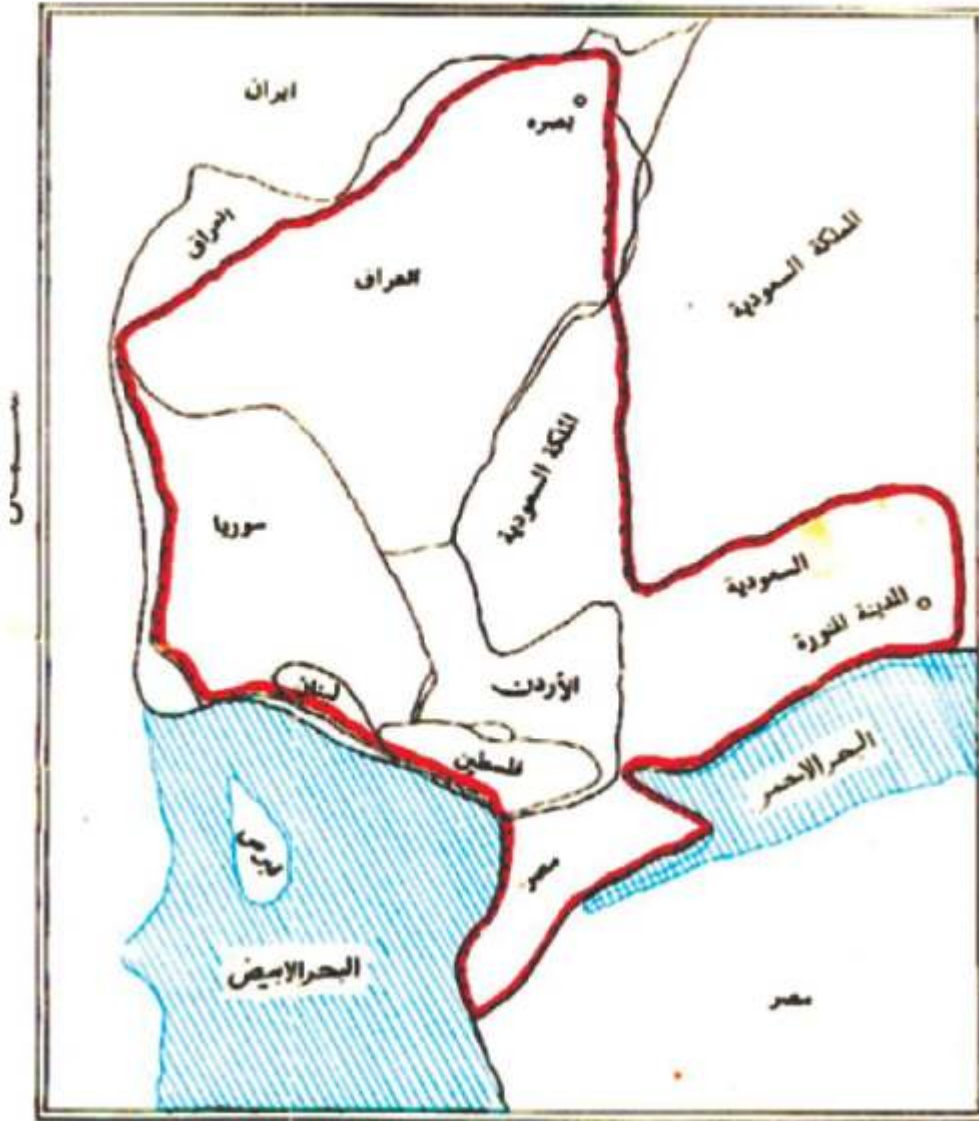 ايران
بصره
العراق
العراق
المملكة السعودية
المملكة السعودية
سوريا
السعودية
المدينة المنورة
لبنان
الأردن
فلسطين
البحر الاحمر
مصر
البحر الابيض
مصر